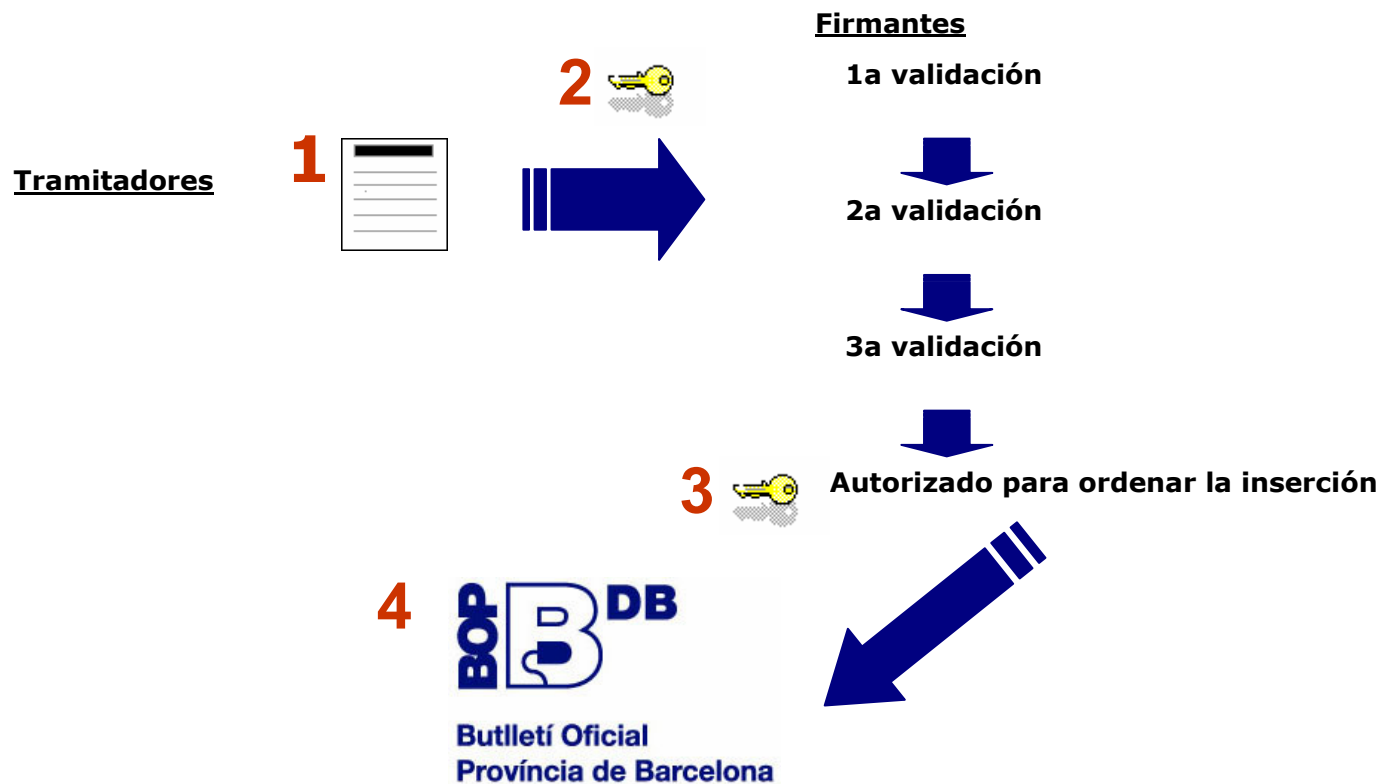 Firmantes
2
1a validación
1
Tramitadores
2a validación
3a validación
3
Autorizado para ordenar la inserción
4
BOP
B
DB
Butlletí Oficial
Província de Barcelona